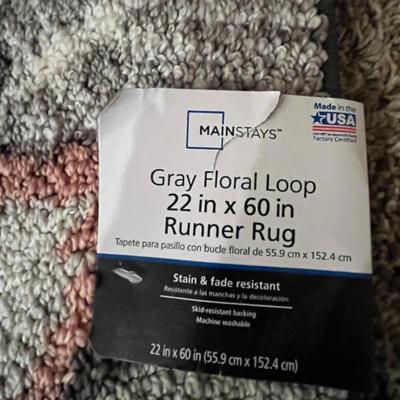 Made in the
USA
Factory Certified
MAINSTAYS™
Gray Floral Loop
22 in x 60 in
Runner Rug
Tapete para pasillo con bucle floral de 55.9 cm x 152.4 cm
Stain & fade resistant
Resistente a las manchas y la decoloración
Skid-resistant backing
Machine washable
22 in x 60 in (55.9 cm x 152.4 cm)